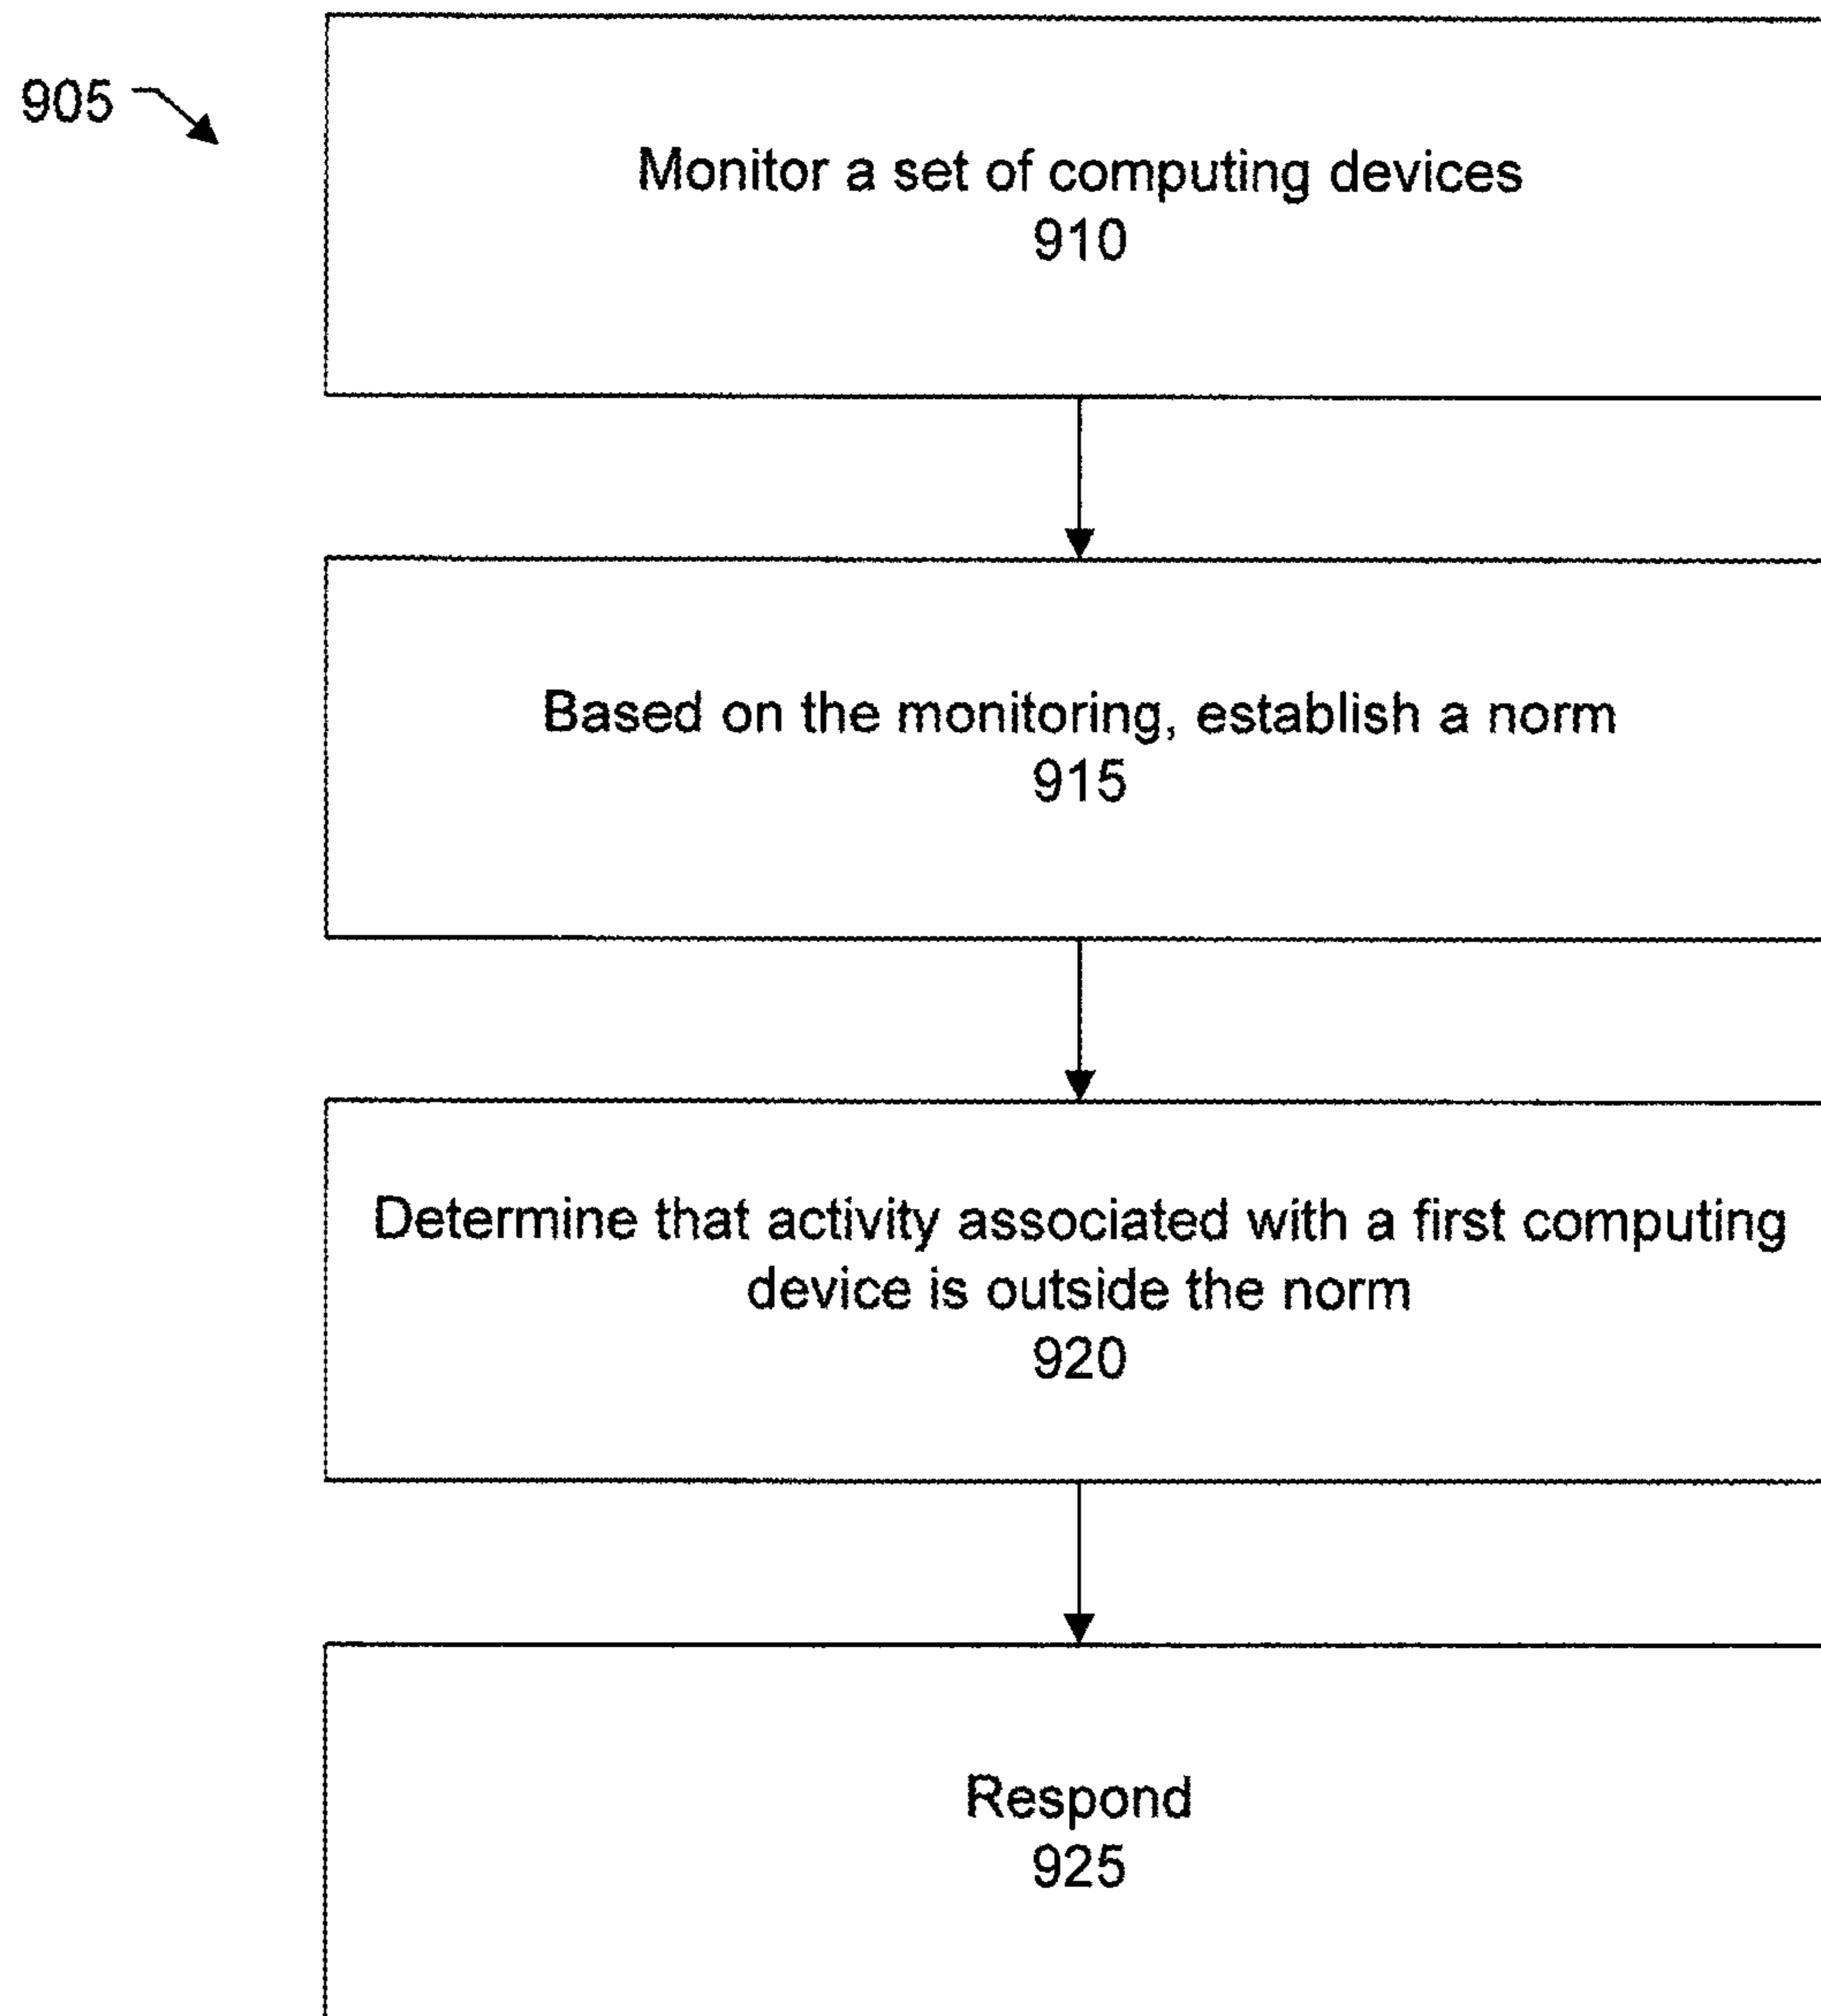 905
Monitor a set of computing devices
910
Based on the monitoring, establish a norm
915
Determine that activity associated with a first computing
device is outside the norm
920
Respond
925